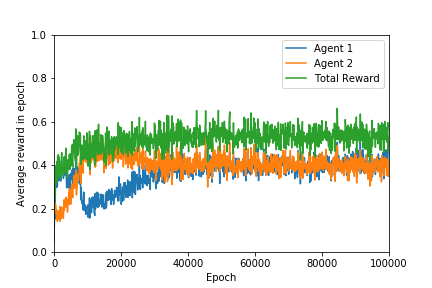 Agent 1
Agent 2
Total Reward
1.0
0.8
0.6
0.4
0.2
0.0
Average reward in epoch
0 20000 40000 60000 80000 100000
Epoch